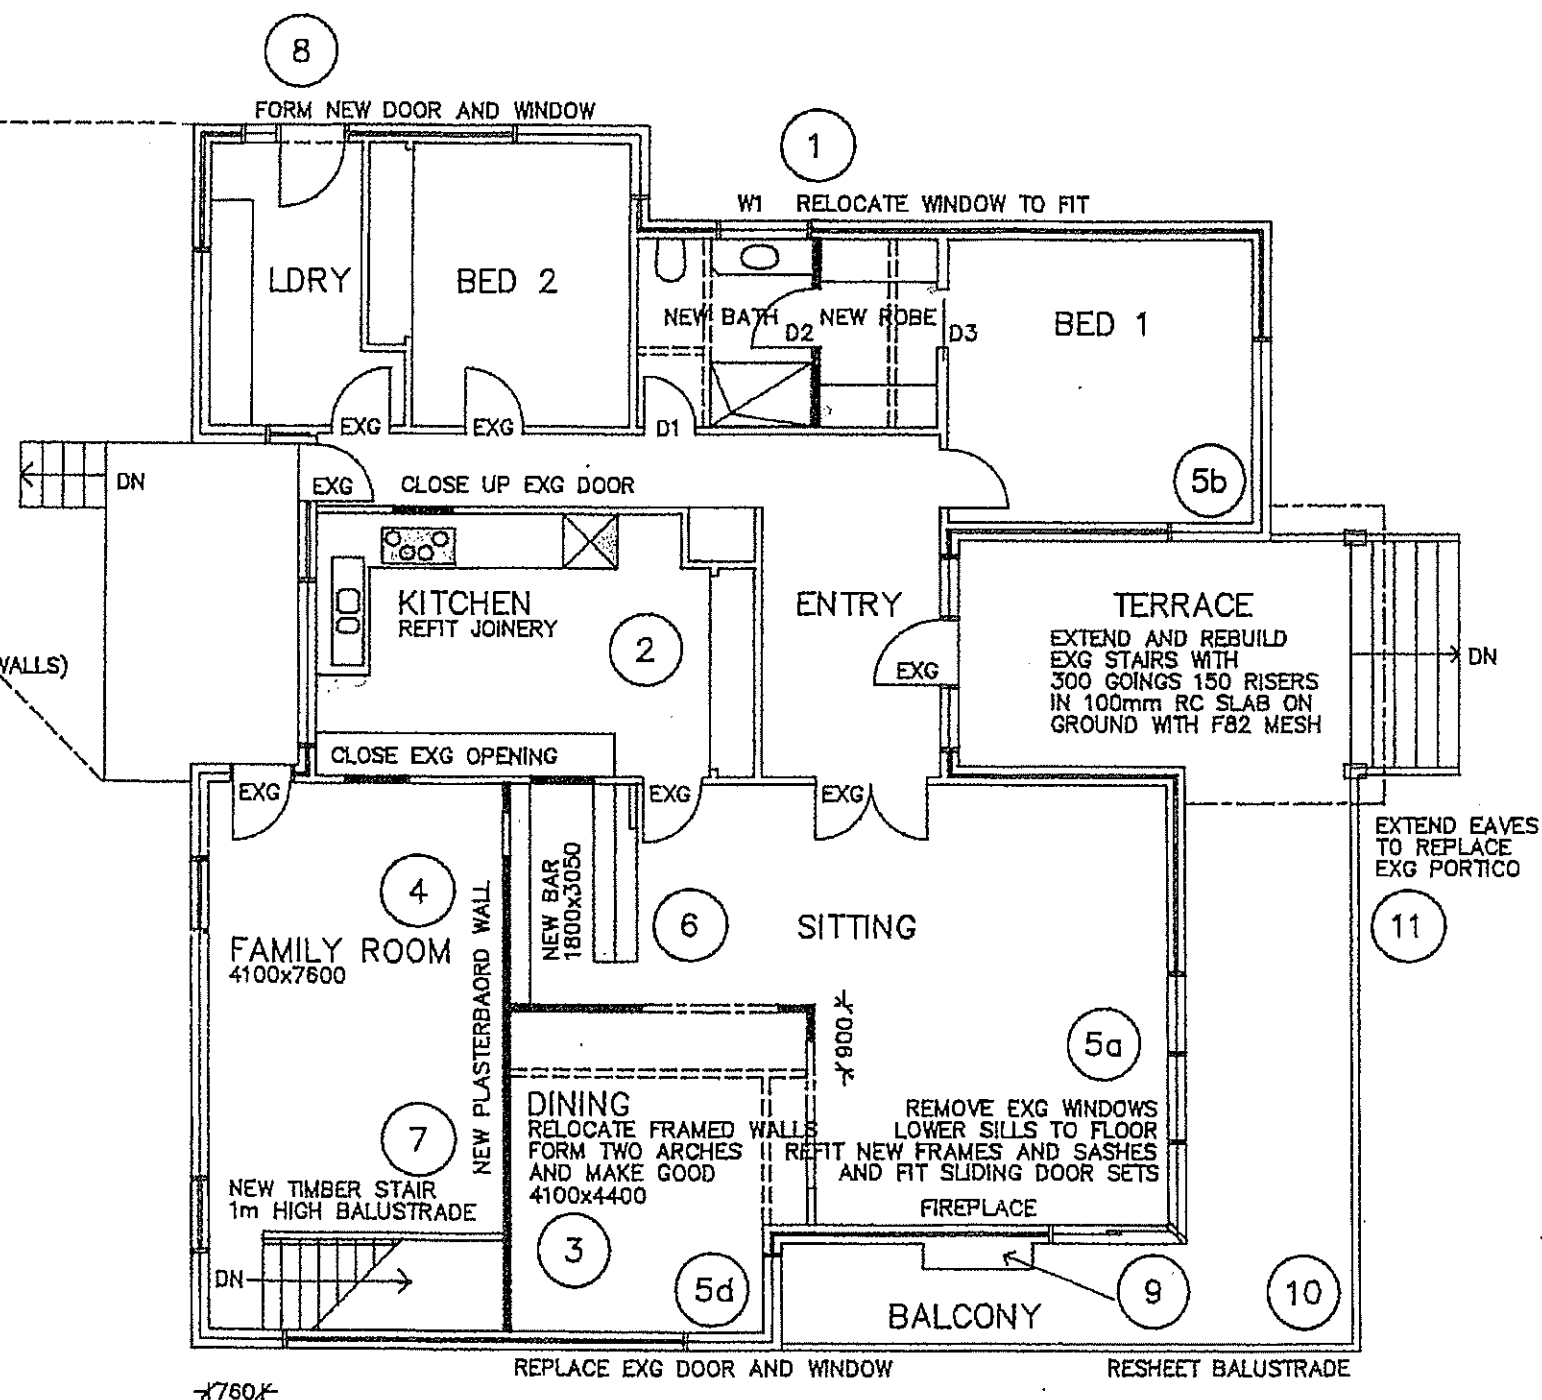 8
FORM NEW DOOR AND WINDOW
1
W1 RELOCATE WINDOW TO FIT
LDRY
BED 2
NEW BATH
D2
NEW ROBE
D3
BED 1
EXG
EXG
D1
DN
EXG
CLOSE UP EXG DOOR
5b
KITCHEN
REFIT JOINERY
2
ENTRY
EXG
TERRACE
EXTEND AND REBUILD
EXG STAIRS WITH
300 GOINGS 150 RISERS
IN 100mm RC SLAB ON
GROUND WITH F82 MESH
DN
WALLS)
CLOSE EXG OPENING
EXG
EXG
EXG
EXTEND EAVES
TO REPLACE
EXG PORTICO
11
4
FAMILY ROOM
4100x7600
NEW PLASTERBAORD WALL
NEW BAR
1800x3050
6
SITTING
900
5a
7
DINING
RELOCATE FRAMED WALLS
FORM TWO ARCHES
AND MAKE GOOD
4100x4400
REMOVE EXG WINDOWS
LOWER SILLS TO FLOOR
REFIT NEW FRAMES AND SASHES
AND FIT SLIDING DOOR SETS
FIREPLACE
NEW TIMBER STAIR
1m HIGH BALUSTRADE
3
5d
DN
9
10
BALCONY
REPLACE EXG DOOR AND WINDOW
RESHEET BALUSTRADE
760